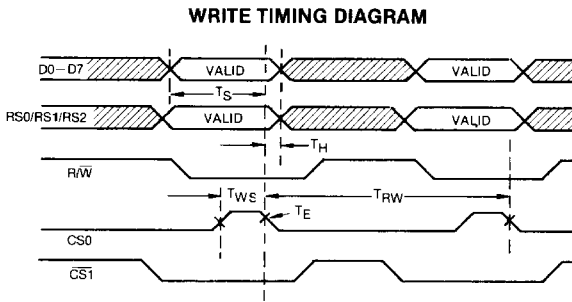 WRITE TIMING DIAGRAM
D0–D7 VALID VALID
TS
RS0/RS1/RS2 VALID VALID
TH
R/W̅
TWS TRW
TE
CS0
C̅S̅1̅